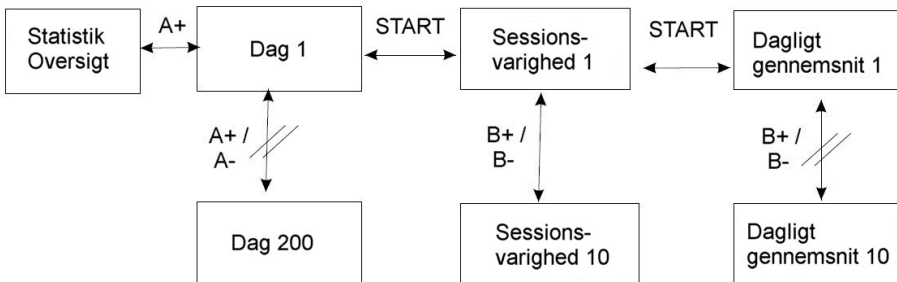 Statistik
Oversigt
A+
Dag 1
START
Sessions-
varighed 1
START
Dagligt
gennemsnit 1
A+ /
A-
B+ /
B-
B+ /
B-
Dag 200
Sessions-
varighed 10
Dagligt
gennemsnit 10